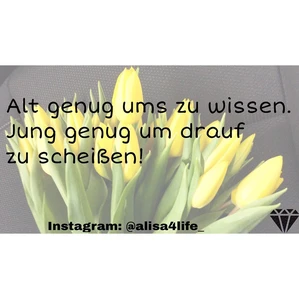 Alt genug ums zu wissen.
Jung genug um drauf
zu scheißen!
Instagram: @alisa4life_